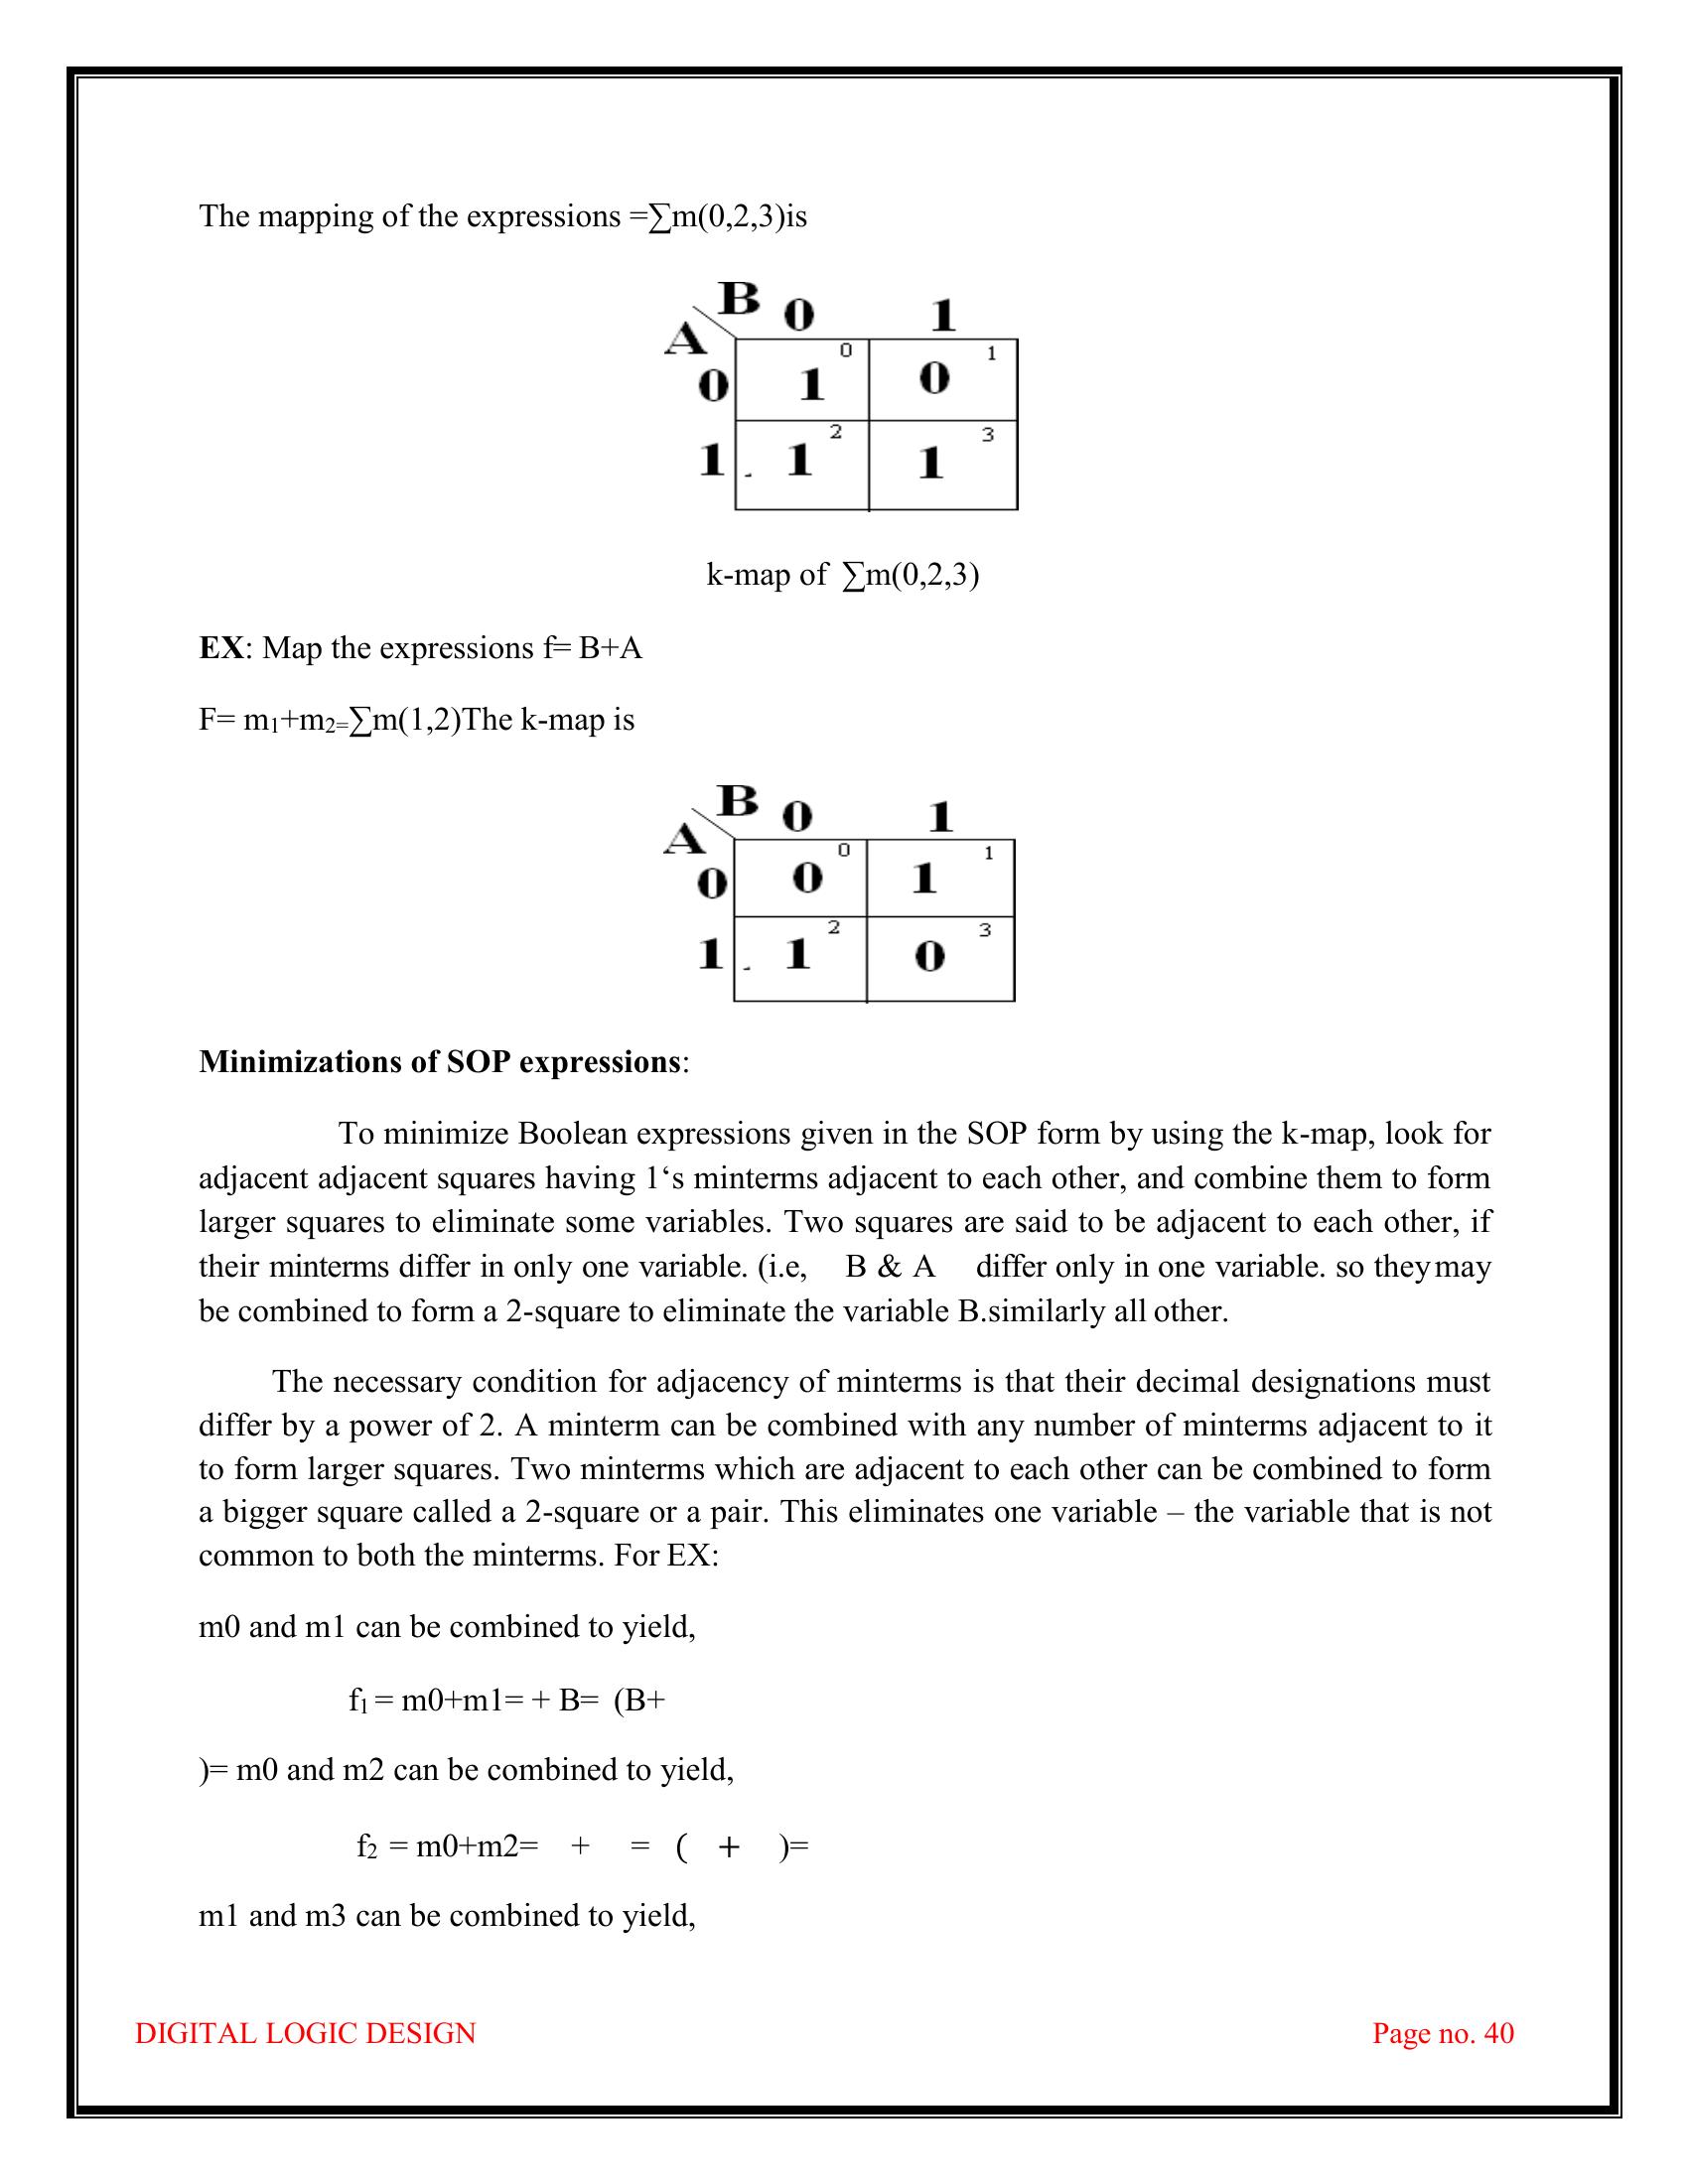 The mapping of the expressions =∑m(0,2,3)is
B 0 1
A
0 1 0 0 1
1 . 1 2 1 3
k-map of ∑m(0,2,3)
EX: Map the expressions f= B+A
F= m1+m2=∑m(1,2)The k-map is
B 0 1
A
0 0 0 1 1
1 . 1 2 0 3
Minimizations of SOP expressions:
To minimize Boolean expressions given in the SOP form by using the k-map, look for
adjacent adjacent squares having 1‘s minterms adjacent to each other, and combine them to form
larger squares to eliminate some variables. Two squares are said to be adjacent to each other, if
their minterms differ in only one variable. (i.e, B & A differ only in one variable. so they may
be combined to form a 2-square to eliminate the variable B.similarly all other.
The necessary condition for adjacency of minterms is that their decimal designations must
differ by a power of 2. A minterm can be combined with any number of minterms adjacent to it
to form larger squares. Two minterms which are adjacent to each other can be combined to form
a bigger square called a 2-square or a pair. This eliminates one variable – the variable that is not
common to both the minterms. For EX:
m0 and m1 can be combined to yield,
f1 = m0+m1= + B= (B+
)= m0 and m2 can be combined to yield,
f2 = m0+m2= + = ( + )=
m1 and m3 can be combined to yield,
DIGITAL LOGIC DESIGN Page no. 40